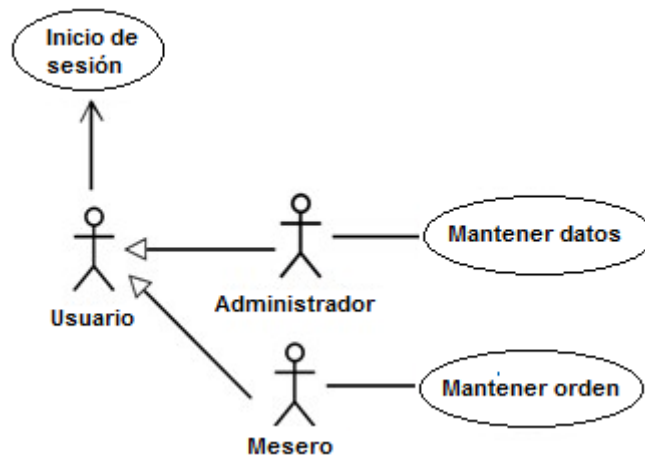 Inicio de
sesión
Mantener datos
Usuario
Administrador
Mantener orden
Mesero